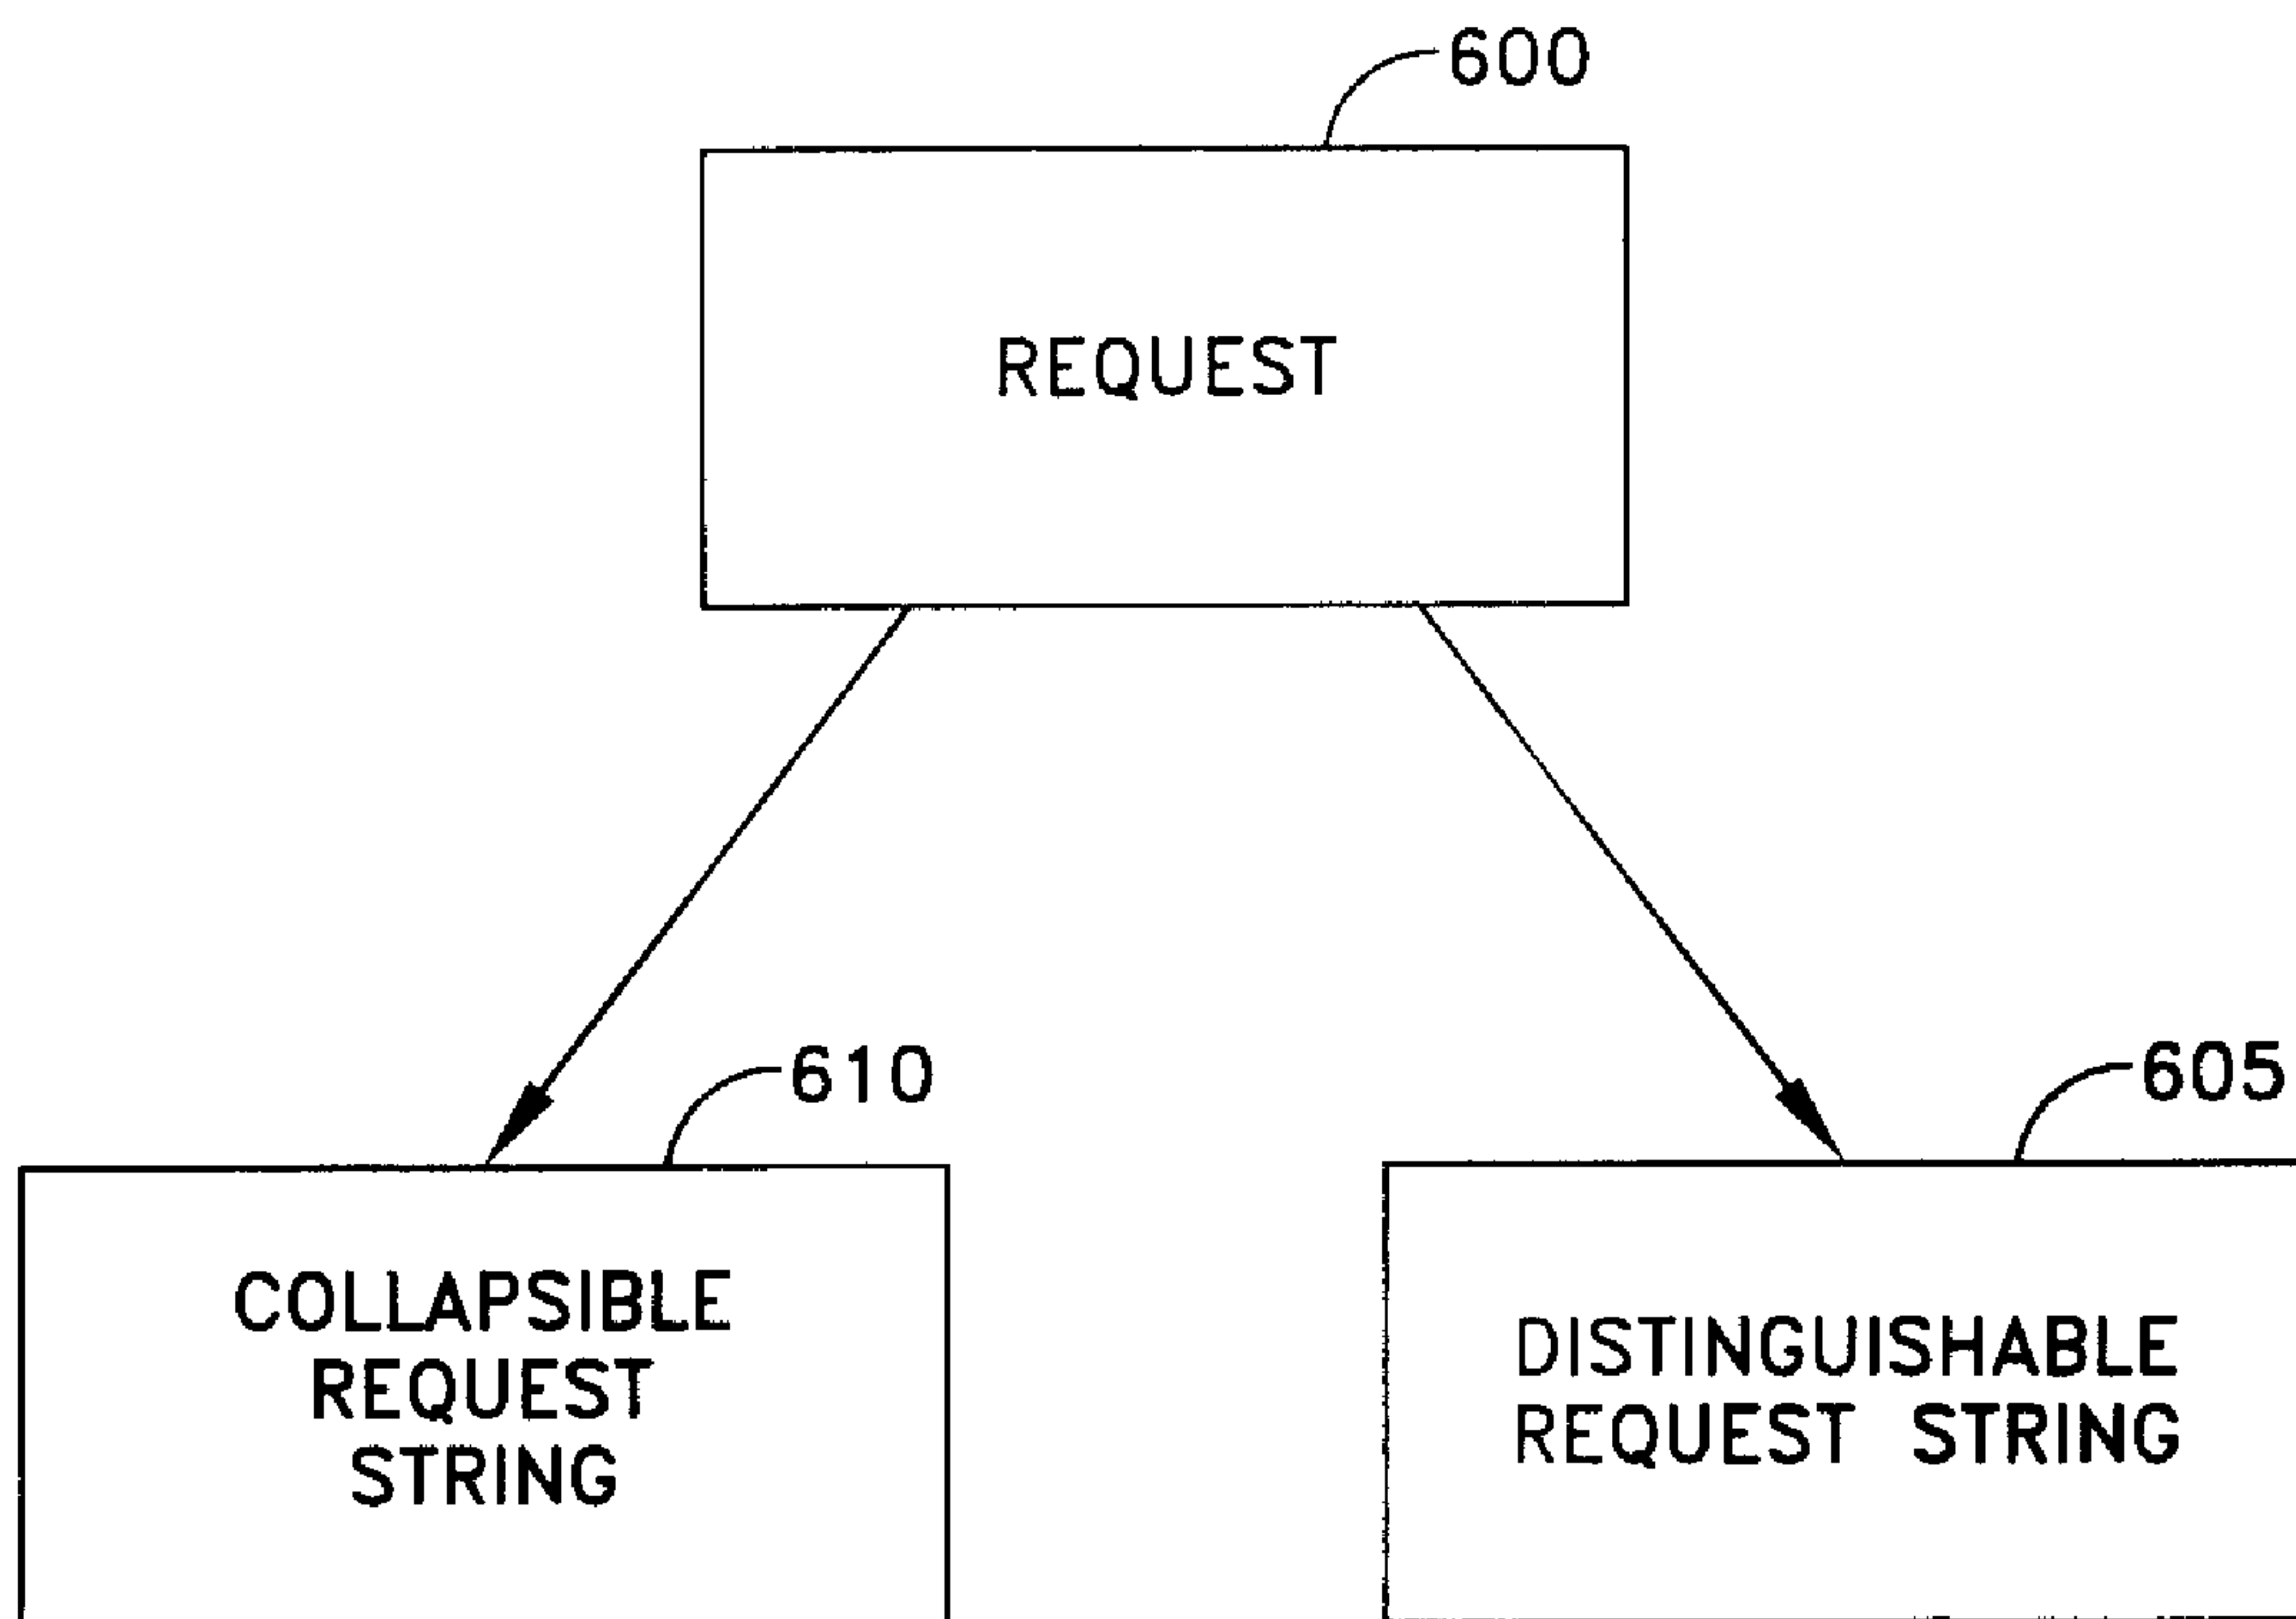 600
REQUEST
610
605
COLLAPSIBLE
REQUEST
STRING
DISTINGUISHABLE
REQUEST STRING